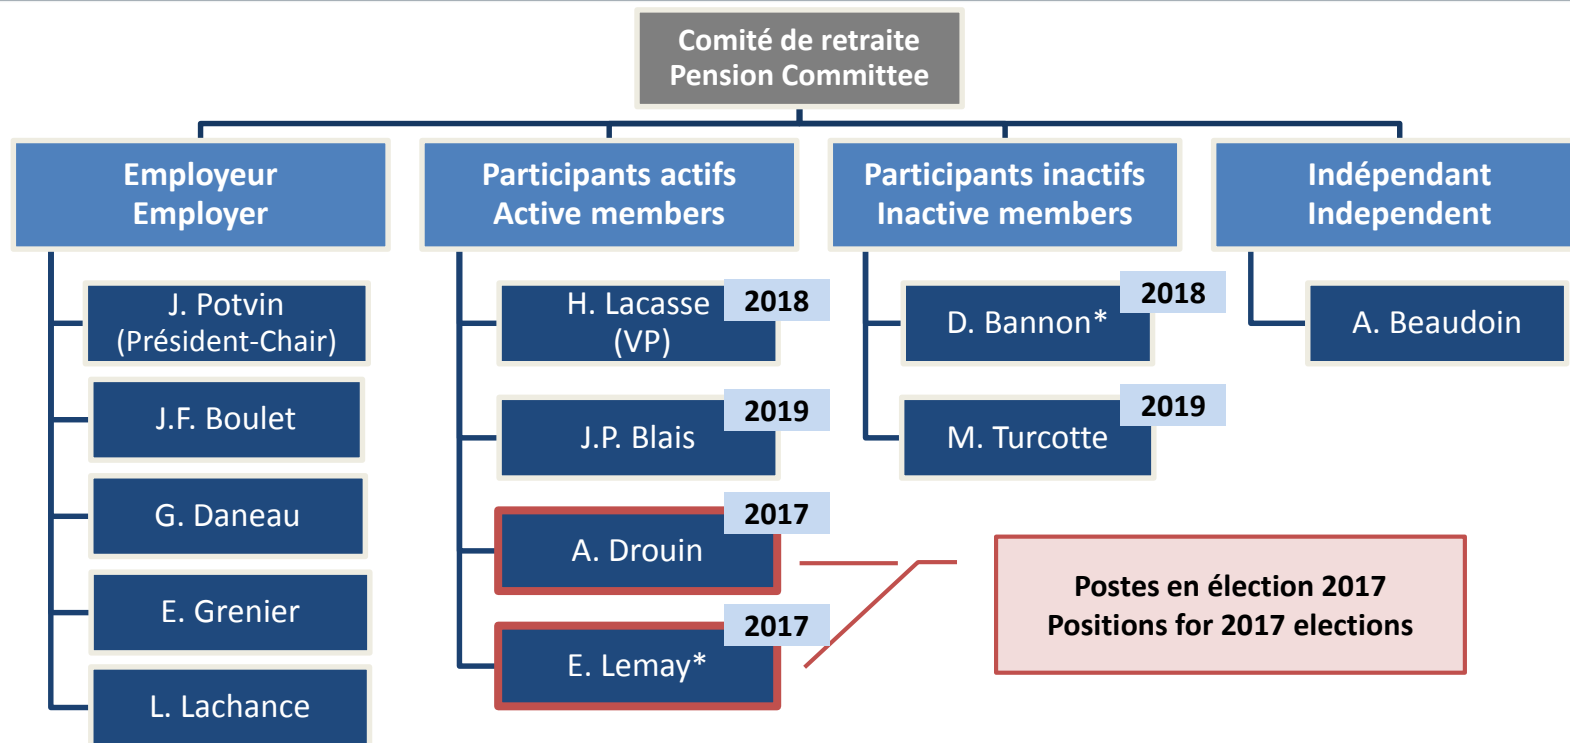 Comité de retraite
Pension Committee
Employeur
Employer
J. Potvin
(Président-Chair)
J.F. Boulet
G. Daneau
E. Grenier
L. Lachance
Participants actifs
Active members
H. Lacasse
(VP)
2018
J.P. Blais
2019
A. Drouin
2017
E. Lemay*
2017
Participants inactifs
Inactive members
D. Bannon*
2018
M. Turcotte
2019
Indépendant
Independent
A. Beaudoin
Postes en élection 2017
Positions for 2017 elections